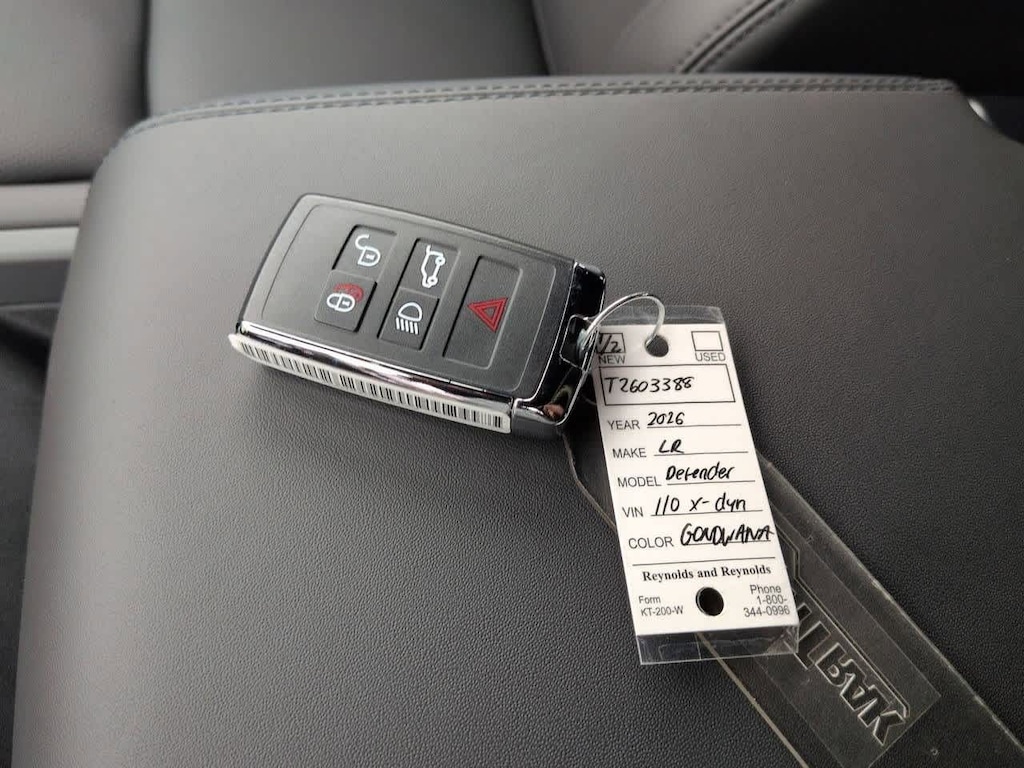 1/2
NEW USED
T2603388
YEAR 2026
MAKE LR
MODEL Defender
VIN 110 x-dyn
COLOR GONDWANA
Reynolds and Reynolds
Form
KT-200-W
Phone
1-800-
344-0996